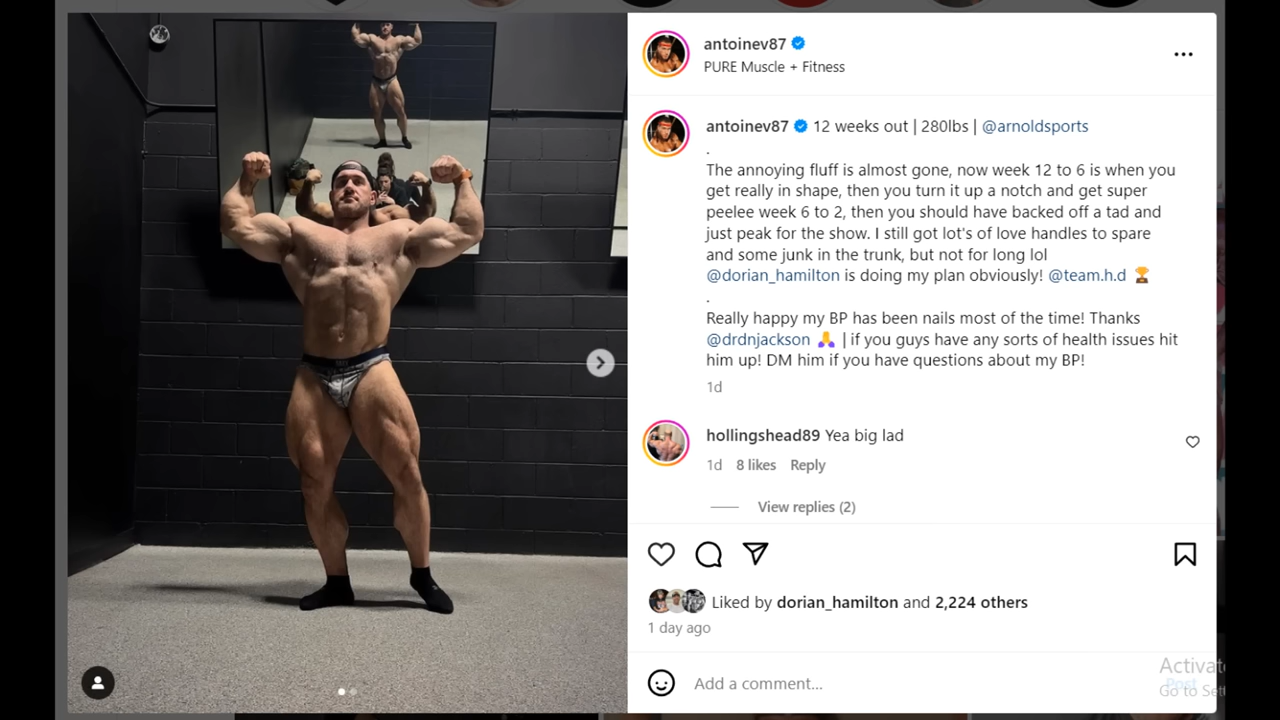 antoinev87
PURE Muscle + Fitness
antoinev87 12 weeks out | 280lbs | @arnoldsports
.
The annoying fluff is almost gone, now week 12 to 6 is when you
get really in shape, then you turn it up a notch and get super
peelee week 6 to 2, then you should have backed off a tad and
just peak for the show. I still got lot's of love handles to spare
and some junk in the trunk, but not for long lol
@dorian_hamilton is doing my plan obviously! @team.h.d 🏆
.
Really happy my BP has been nails most of the time! Thanks
@drdnjackson 🙏 | if you guys have any sorts of health issues hit
him up! DM him if you have questions about my BP!
1d
hollingshead89 Yea big lad
1d 8 likes Reply
View replies (2)
Liked by dorian_hamilton and 2,224 others
1 day ago
Add a comment...
Post
Activate
Go to Set